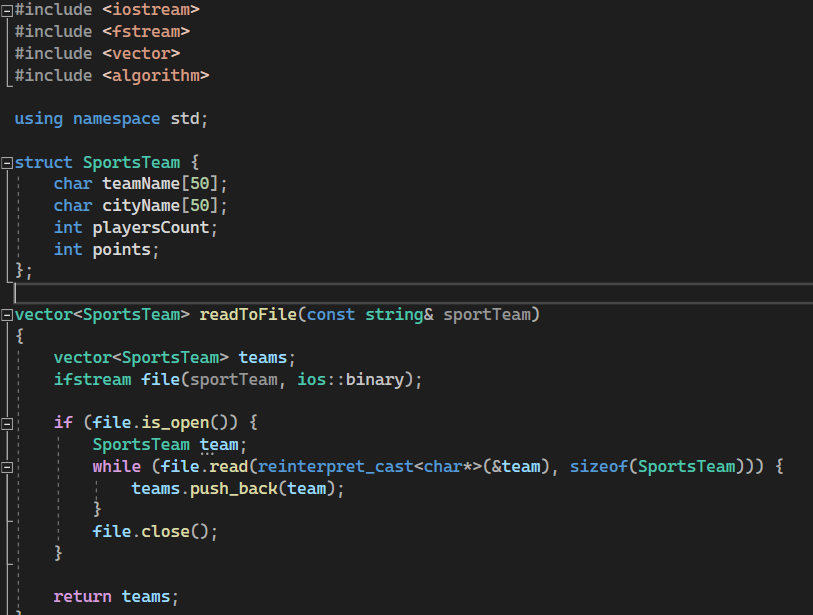 #include <iostream>
#include <fstream>
#include <vector>
#include <algorithm>

using namespace std;

struct SportsTeam {
    char teamName[50];
    char cityName[50];
    int playersCount;
    int points;
};

vector<SportsTeam> readToFile(const string& sportTeam)
{
    vector<SportsTeam> teams;
    ifstream file(sportTeam, ios::binary);

    if (file.is_open()) {
        SportsTeam team;
        while (file.read(reinterpret_cast<char*>(&team), sizeof(SportsTeam))) {
            teams.push_back(team);
        }
        file.close();
    }

    return teams;